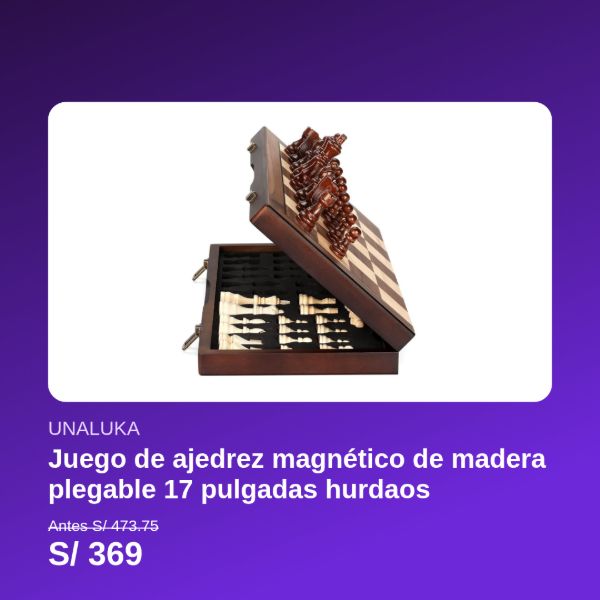 UNALUKA
Juego de ajedrez magnético de madera
plegable 17 pulgadas hurdaos
Antes S/ 473.75
S/ 369